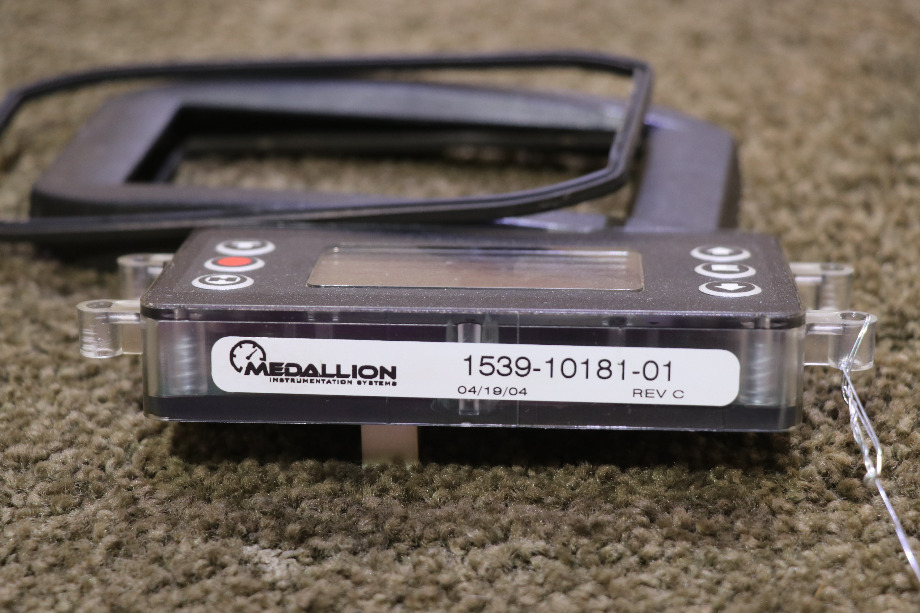 MEDALLION
INSTRUMENTATION SYSTEMS
1539-10181-01
04/19/04
REV C